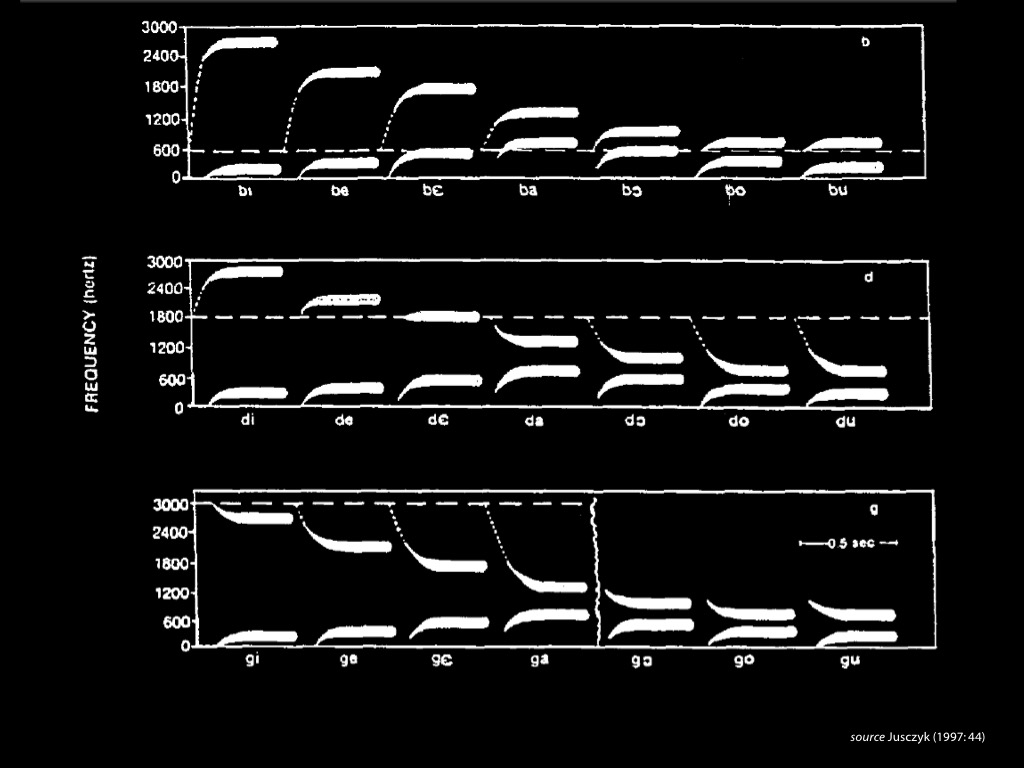 3000
2400
1800
1200
600
0
b
bi be bɛ ba bɔ bo bu
FREQUENCY (hertz)
3000
2400
1800
1200
600
0
d
di de dɛ da dɔ do du
3000
2400
1800
1200
600
0
g
0.5 sec
gi ge gɛ ga gɔ go gu
source Jusczyk (1997:44)